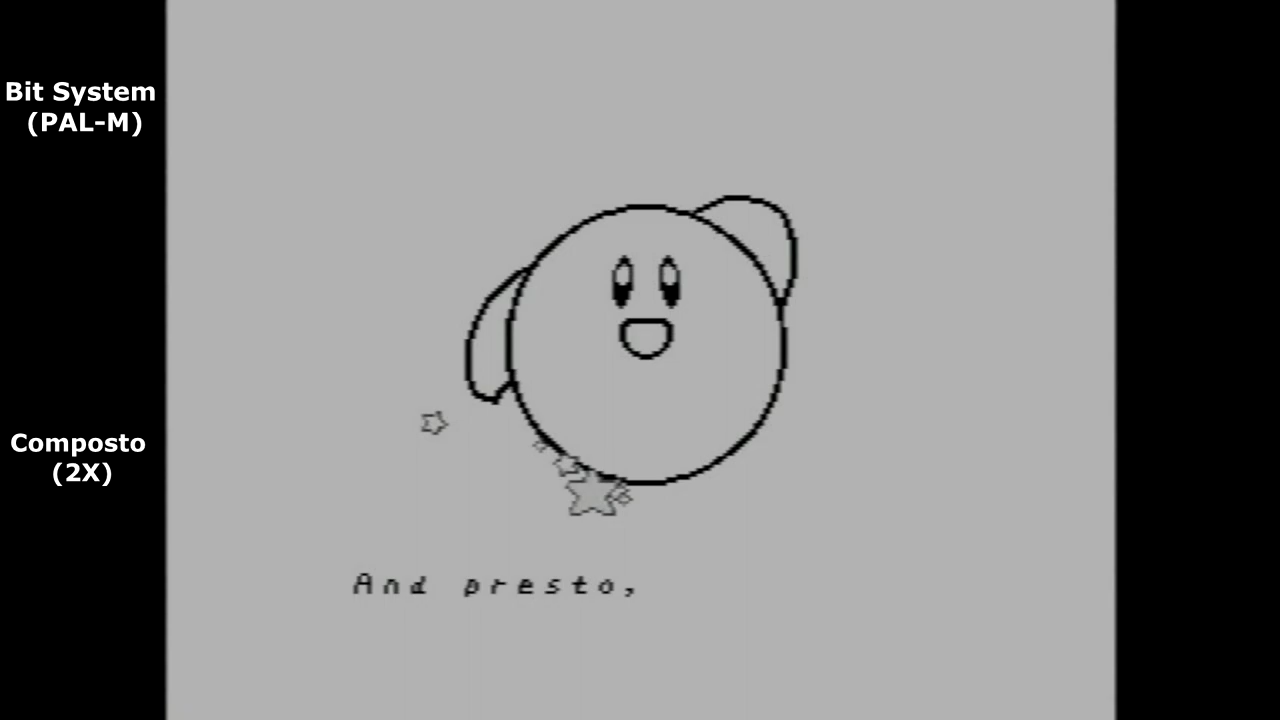 Bit System
(PAL-M)
Composto
(2X)
And presto,